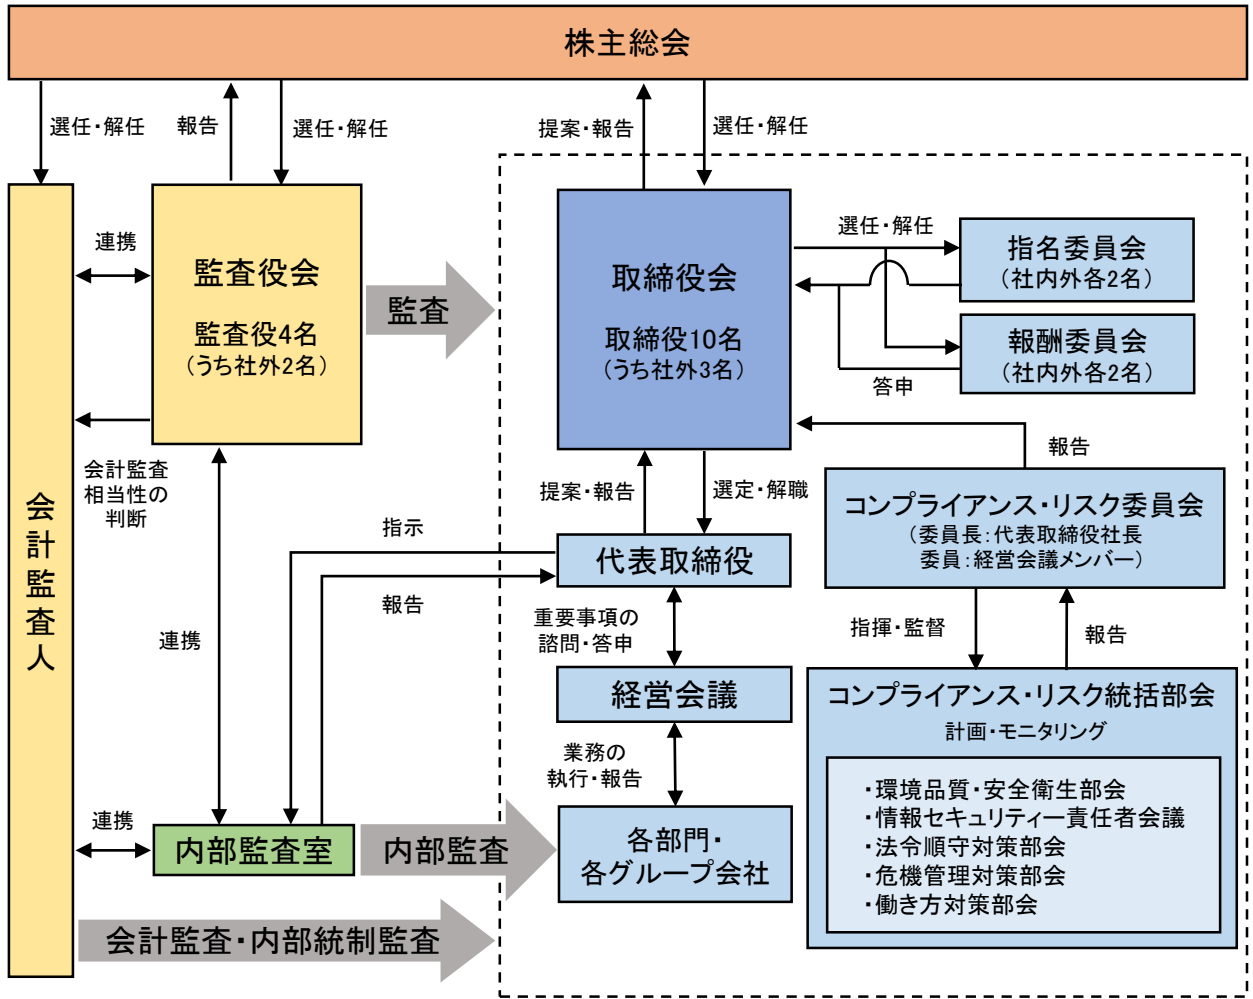 株主総会
選任・解任
報告
選任・解任
提案・報告
選任・解任
連携
監査役会
監査役4名
（うち社外2名）
監査
取締役会
取締役10名
（うち社外3名）
選任・解任
指名委員会
（社内外各2名）
報酬委員会
（社内外各2名）
答申
会計監査
相当性の
判断
会計監査人
提案・報告
選定・解職
報告
コンプライアンス・リスク委員会
（委員長：代表取締役社長
委員：経営会議メンバー）
指示
代表取締役
報告
連携
重要事項の
諮問・答申
指揮・監督
報告
経営会議
コンプライアンス・リスク統括部会
計画・モニタリング
業務の
執行・報告
・環境品質・安全衛生部会
・情報セキュリティー責任者会議
・法令順守対策部会
・危機管理対策部会
・働き方対策部会
連携
内部監査室
内部監査
各部門・
各グループ会社
会計監査・内部統制監査